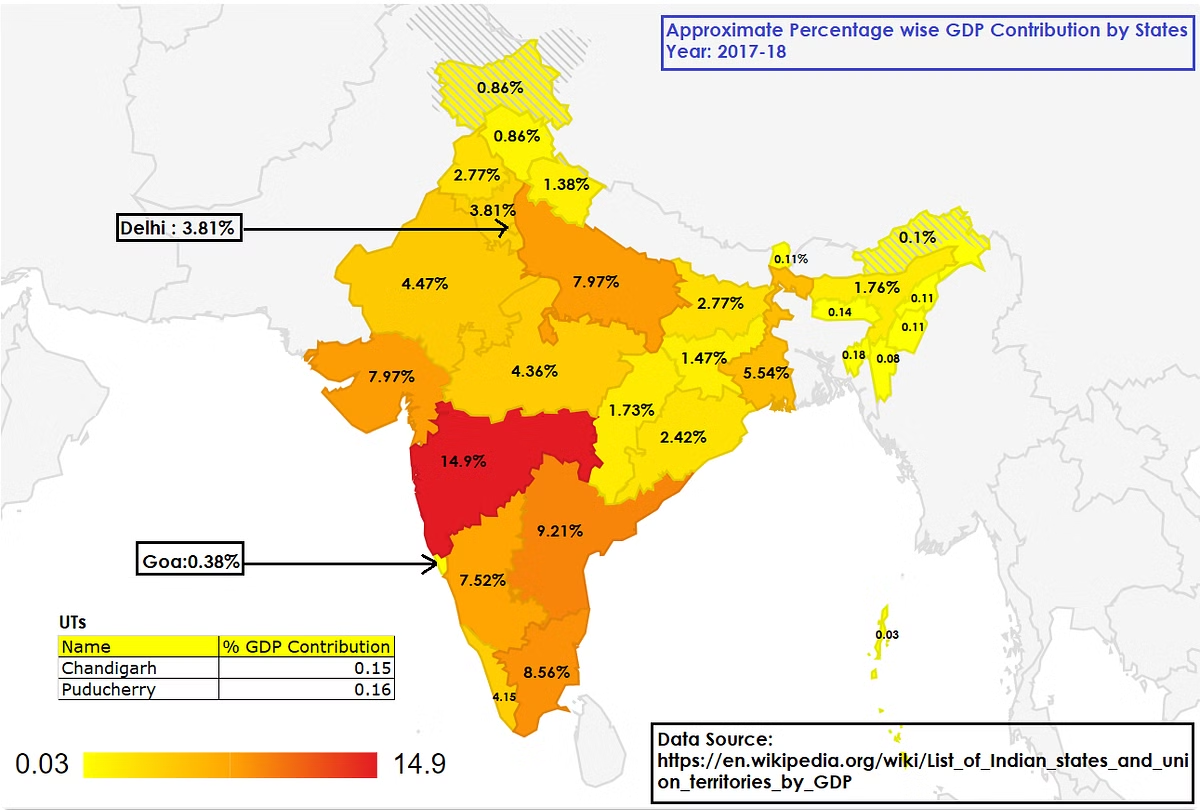 Approximate Percentage wise GDP Contribution by States
Year: 2017-18
0.86%
0.86%
2.77%
1.38%
3.81%
Delhi : 3.81%
0.1%
0.11%
4.47%
7.97%
1.76%
2.77%
0.11
0.14
0.11
1.47%
0.18
0.08
4.36%
7.97%
5.54%
1.73%
2.42%
14.9%
9.21%
Goa:0.38%
7.52%
UTs
Name % GDP Contribution
Chandigarh 0.15
Puducherry 0.16
0.03
8.56%
4.15
0.03 14.9
Data Source:
https://en.wikipedia.org/wiki/List_of_Indian_states_and_uni
on_territories_by_GDP